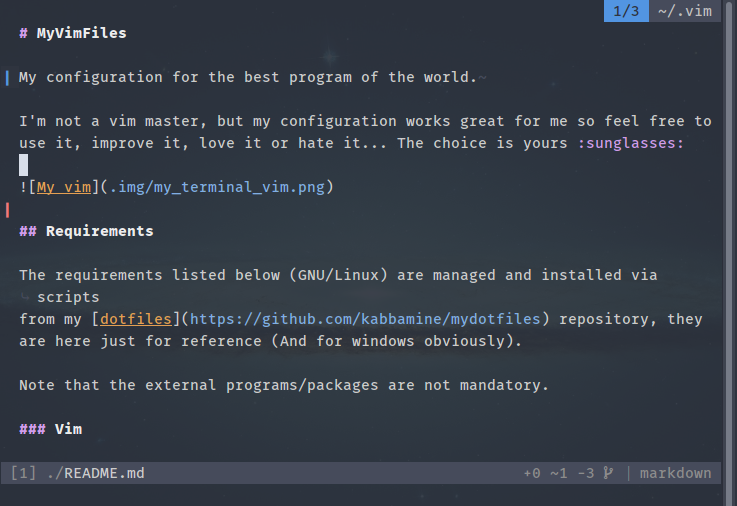 1/3 ~/.vim
# MyVimFiles
My configuration for the best program of the world.~
I'm not a vim master, but my configuration works great for me so feel free to
use it, improve it, love it or hate it... The choice is yours :sunglasses:
![My vim](.img/my_terminal_vim.png)
## Requirements
The requirements listed below (GNU/Linux) are managed and installed via
scripts
from my [dotfiles](https://github.com/kabbamine/mydotfiles) repository, they
are here just for reference (And for windows obviously).
Note that the external programs/packages are not mandatory.
### Vim
[1] ./README.md +0 ~1 -3 | markdown